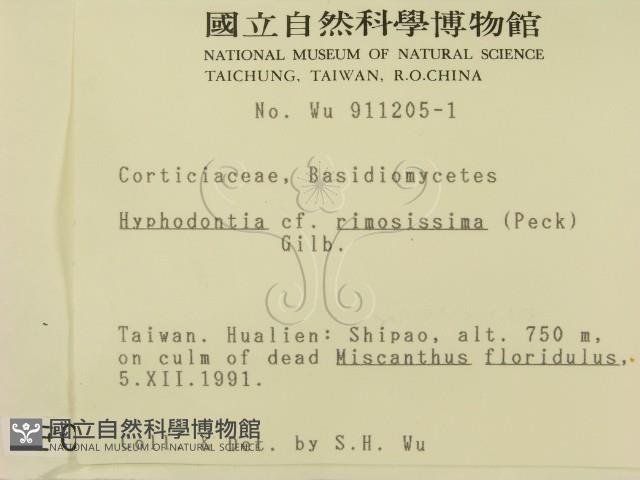 國立自然科學博物館
NATIONAL MUSEUM OF NATURAL SCIENCE
TAICHUNG, TAIWAN, R.O.CHINA
No. Wu 911205-1
Corticiaceae, Basidiomycetes
Hyphodontia cf. rimosissima (Peck)
Gilb.
Taiwan. Hualien: Shipao, alt. 750 m,
on culm of dead Miscanthus floridulus,
5.XII.1991.
Coll. & Det. by S.H. Wu
國立自然科學博物館
NATIONAL MUSEUM OF NATURAL SCIENCE